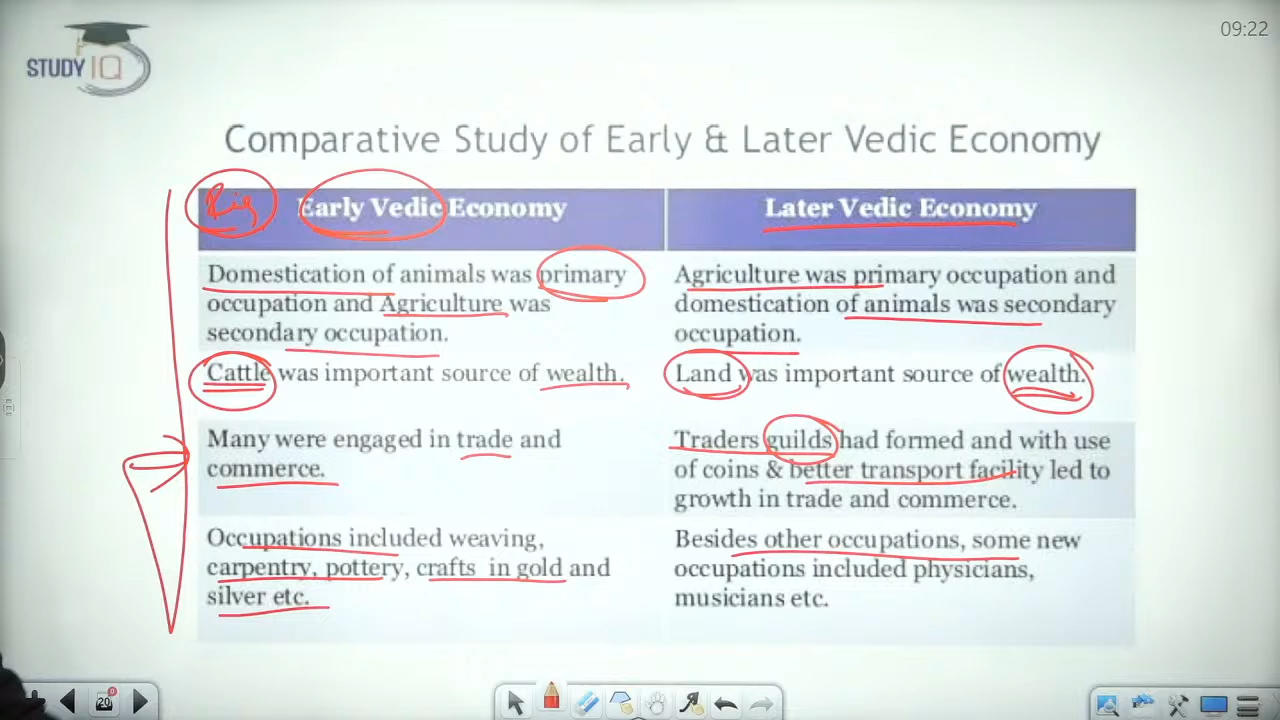 09:22
STUDY IQ
Comparative Study of Early & Later Vedic Economy
Rig
Early Vedic Economy
Later Vedic Economy
Domestication of animals was primary
occupation and Agriculture was
secondary occupation.
Agriculture was primary occupation and
domestication of animals was secondary
occupation.
Cattle was important source of wealth.
Land was important source of wealth.
Many were engaged in trade and
commerce.
Traders guilds had formed and with use
of coins & better transport facility led to
growth in trade and commerce.
Occupations included weaving,
carpentry, pottery, crafts in gold and
silver etc.
Besides other occupations, some new
occupations included physicians,
musicians etc.
20